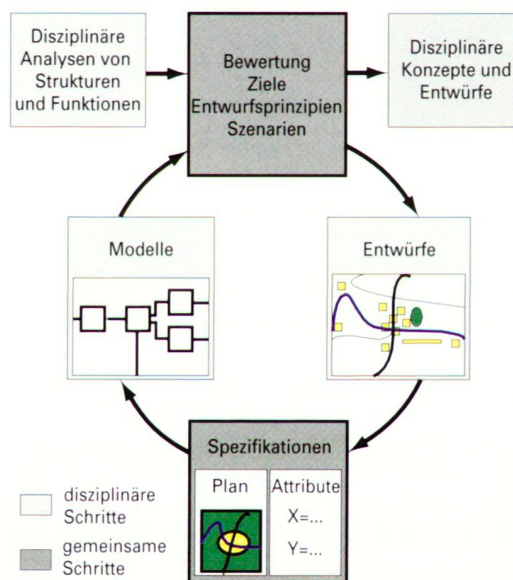 Disziplinäre
Analysen von
Strukturen
und Funktionen
Bewertung
Ziele
Entwurfsprinzipien
Szenarien
Disziplinäre
Konzepte und
Entwürfe
Modelle
Entwürfe
Spezifikationen
Plan
Attribute
X=...
Y=...
disziplinäre
Schritte
gemeinsame
Schritte